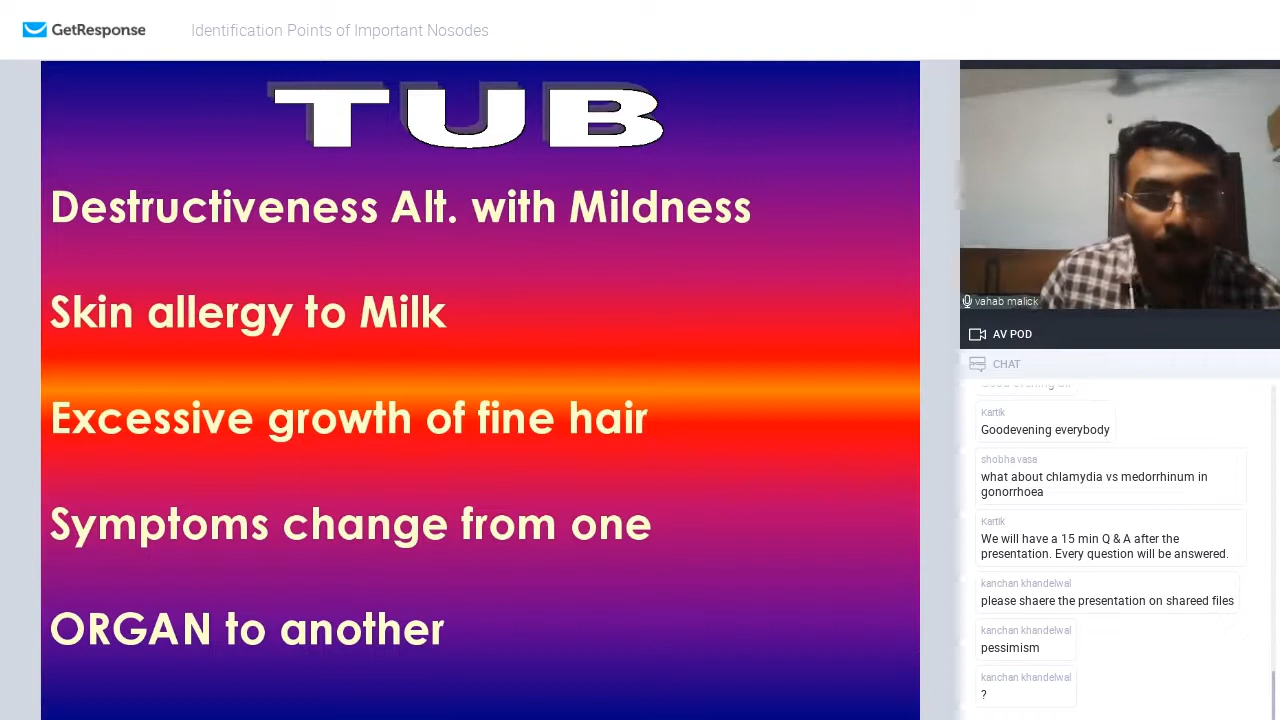 GetResponse
Identification Points of Important Nosodes
TUB
Destructiveness Alt. with Mildness
Skin allergy to Milk
Excessive growth of fine hair
Symptoms change from one
ORGAN to another
vahab malick
AV POD
CHAT
Kartik
Goodevening everybody
shobha vasa
what about chlamydia vs medorrhinum in
gonorrhoea
Kartik
We will have a 15 min Q & A after the
presentation. Every question will be answered.
kanchan khandelwal
please shaere the presentation on shareed files
kanchan khandelwal
pessimism
kanchan khandelwal
?